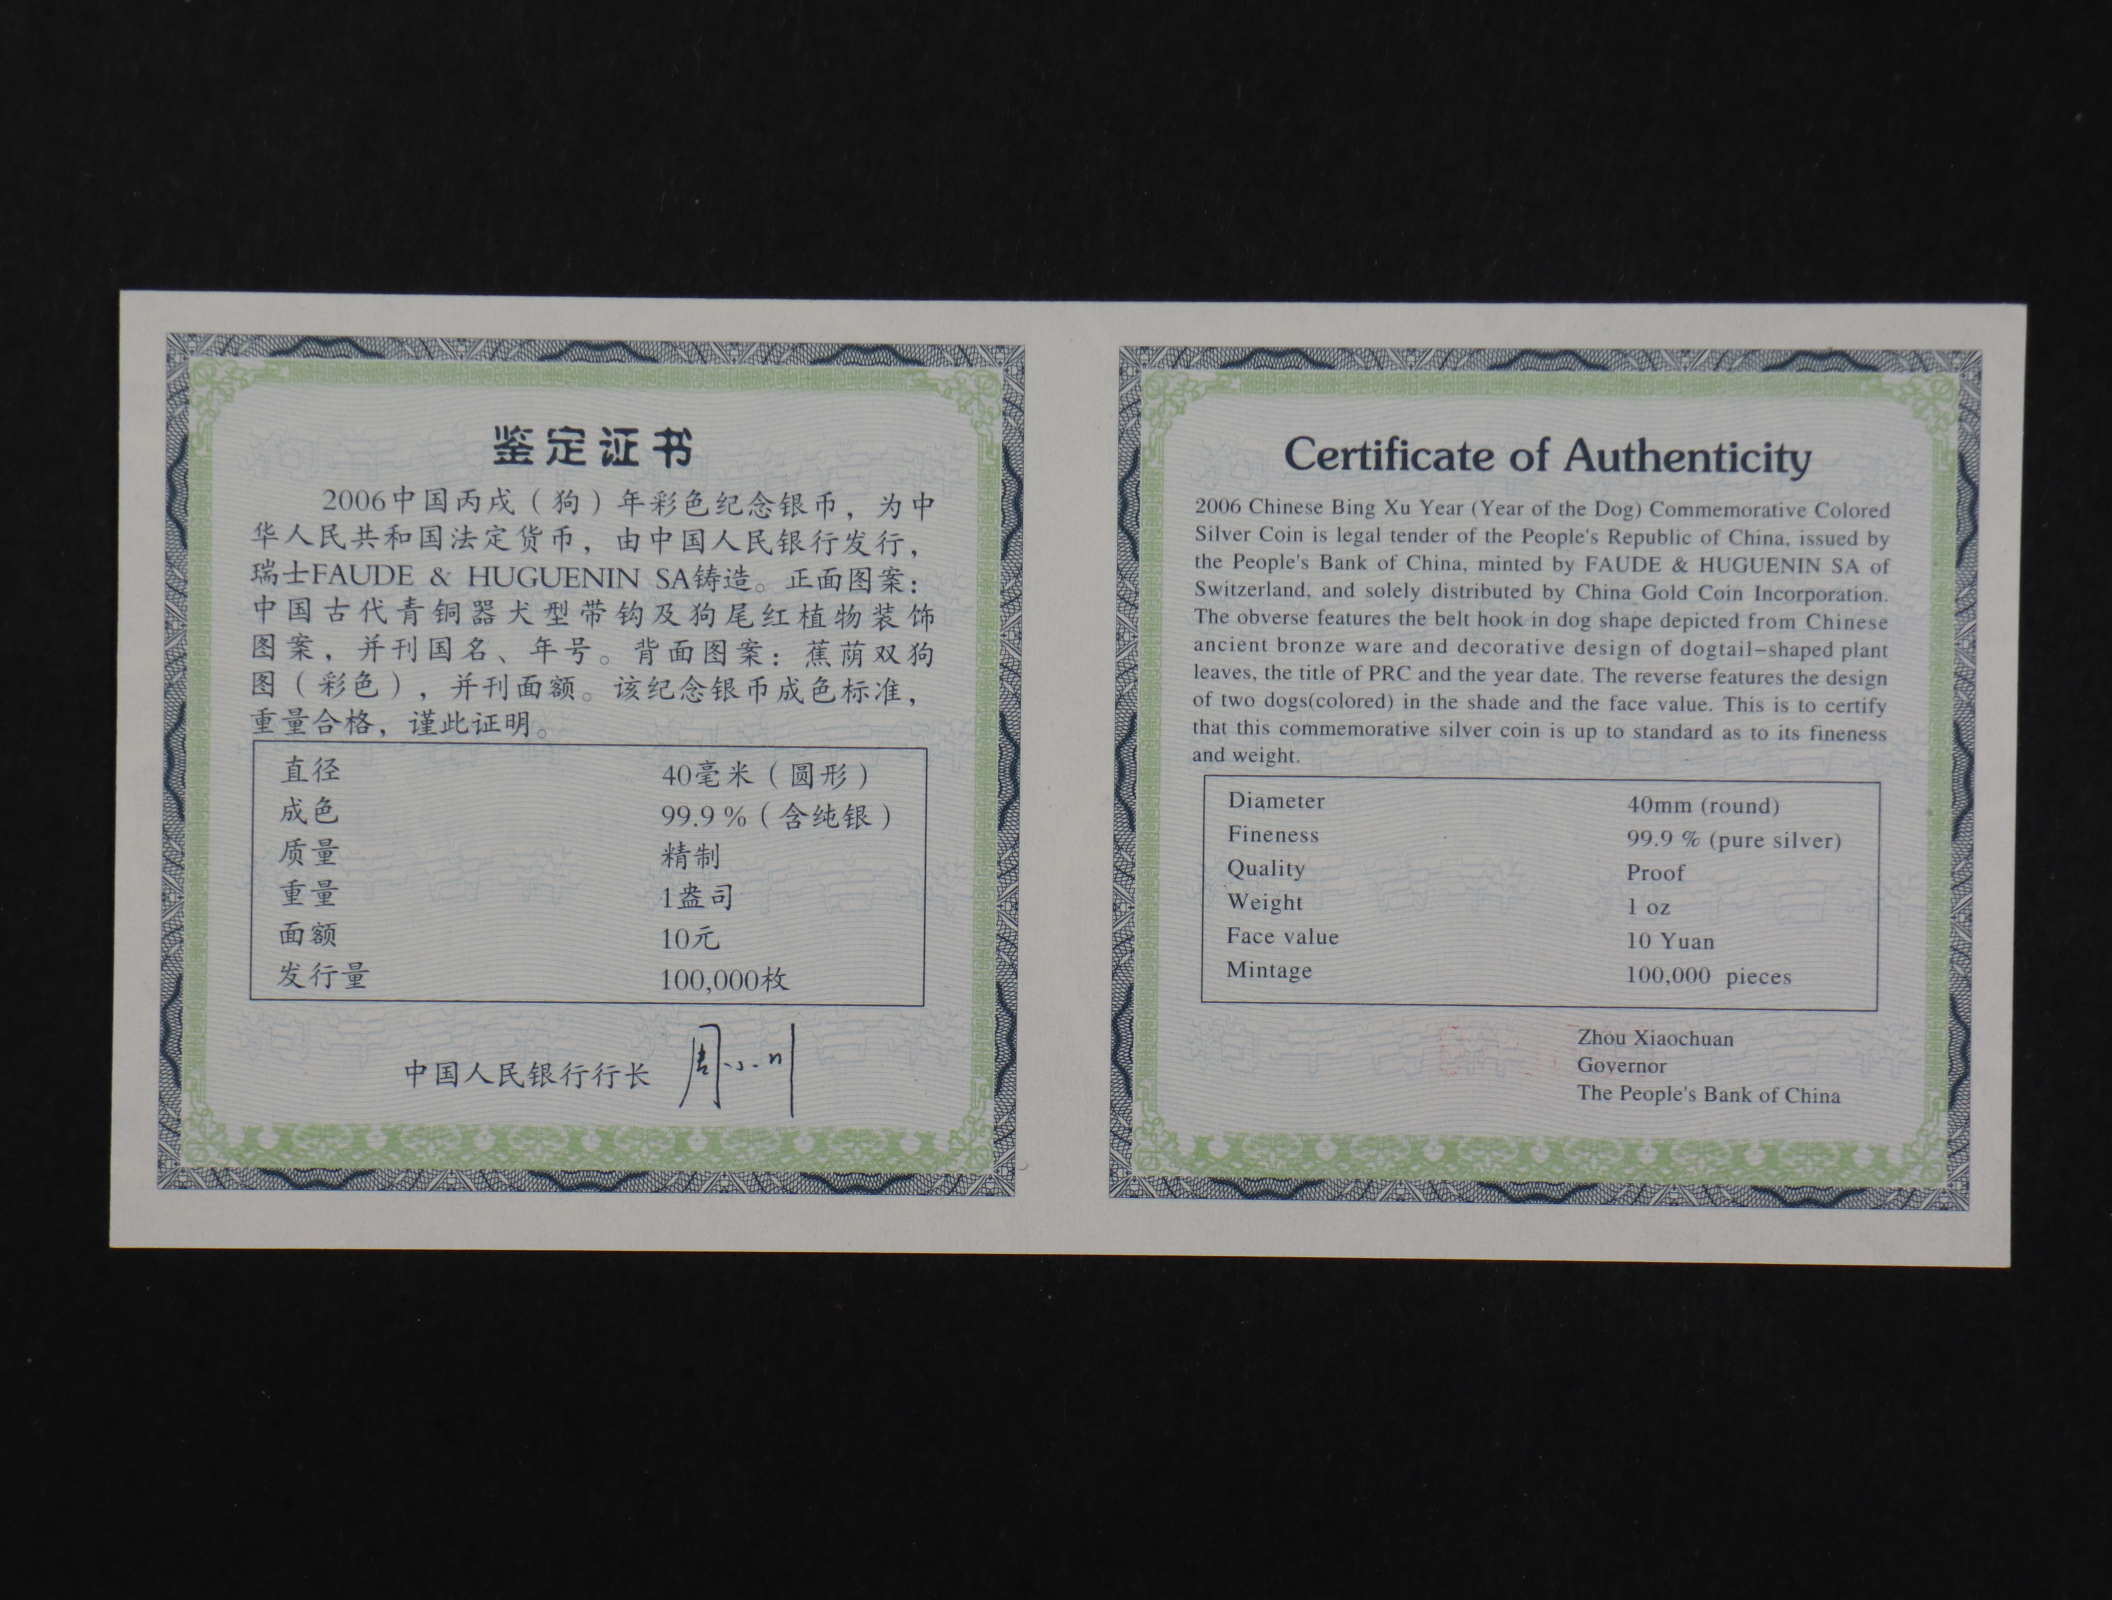 鉴定证书
2006中国丙戌（狗）年彩色纪念银币，为中
华人民共和国法定货币，由中国人民银行发行，
瑞士FAUDE & HUGUENIN SA铸造。正面图案：
中国古代青铜器犬型带钩及狗尾红植物装饰
图案，并刊国名、年号。背面图案：蕉荫双狗
图（彩色），并刊面额。该纪念银币成色标准，
重量合格，谨此证明。
直径 40毫米（圆形）
成色 99.9%（含纯银）
质量 精制
重量 1盎司
面额 10元
发行量 100,000枚
中国人民银行行长 周小川
Certificate of Authenticity
2006 Chinese Bing Xu Year (Year of the Dog) Commemorative Colored
Silver Coin is legal tender of the People's Republic of China, issued by
the People's Bank of China, minted by FAUDE & HUGUENIN SA of
Switzerland, and solely distributed by China Gold Coin Incorporation.
The obverse features the belt hook in dog shape depicted from Chinese
ancient bronze ware and decorative design of dogtail-shaped plant
leaves, the title of PRC and the year date. The reverse features the design
of two dogs(colored) in the shade and the face value. This is to certify
that this commemorative silver coin is up to standard as to its fineness
and weight.
Diameter 40mm (round)
Fineness 99.9 % (pure silver)
Quality Proof
Weight 1 oz
Face value 10 Yuan
Mintage 100,000 pieces
Zhou Xiaochuan
Governor
The People's Bank of China